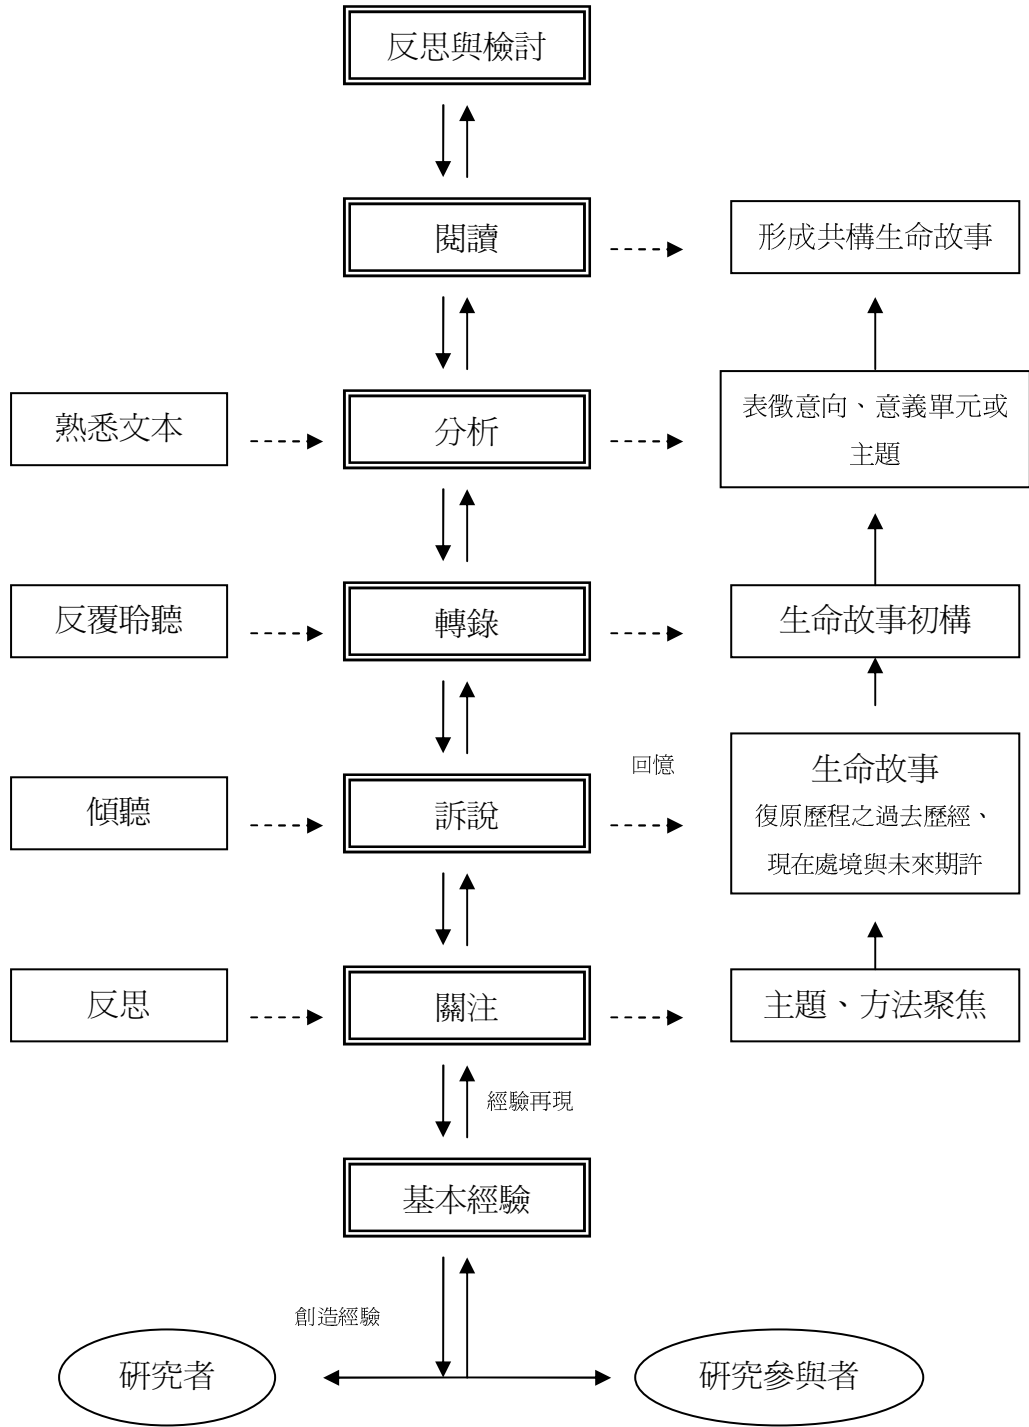 反思與檢討
閱讀
形成共構生命故事
熟悉文本
分析
表徵意向、意義單元或
主題
反覆聆聽
轉錄
生命故事初構
傾聽
訴說
回憶
生命故事
復原歷程之過去歷經、
現在處境與未來期許
反思
關注
主題、方法聚焦
經驗再現
基本經驗
創造經驗
研究者
研究參與者